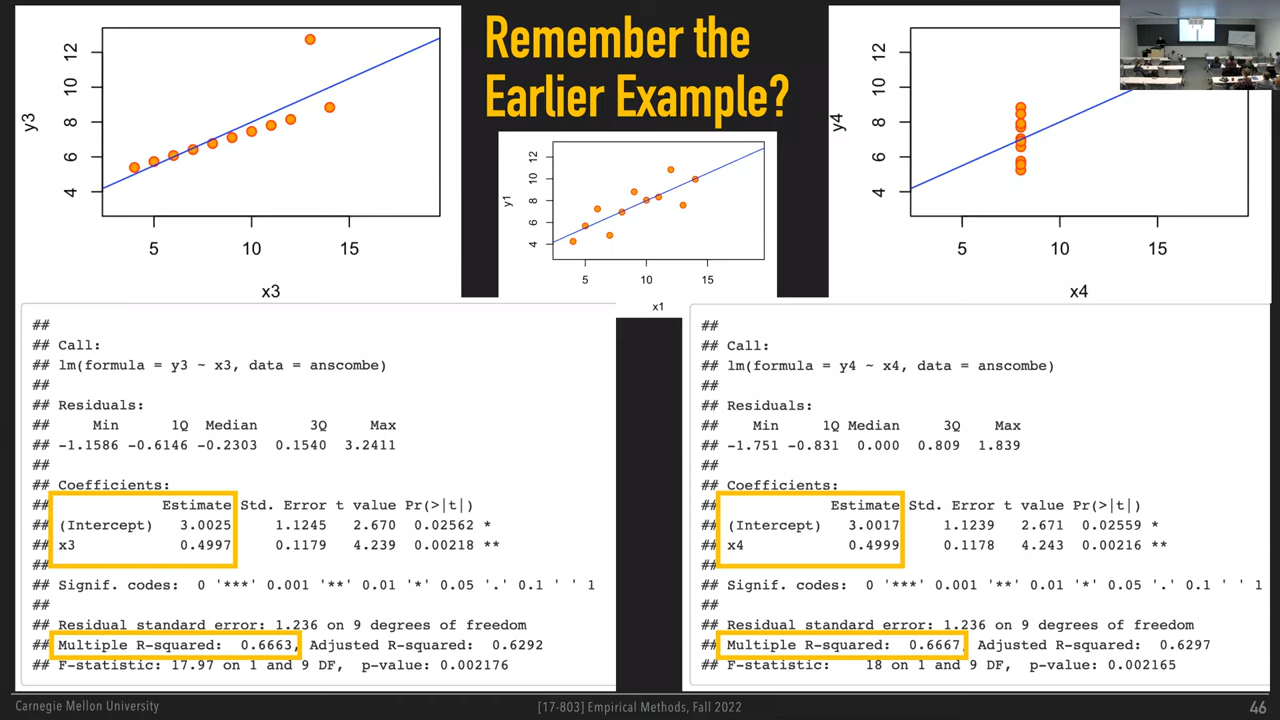 Remember the
Earlier Example?
y3
4
6
8
10
12
5
10
15
x3
y1
4
6
8
10
12
5
10
15
x1
y4
4
6
8
10
12
5
10
15
x4
##
## Call:
## lm(formula = y3 ~ x3, data = anscombe)
##
## Residuals:
## Min 1Q Median 3Q Max
## -1.1586 -0.6146 -0.2303 0.1540 3.2411
##
## Coefficients:
## Estimate Std. Error t value Pr(>|t|)
## (Intercept) 3.0025 1.1245 2.670 0.02562 *
## x3 0.4997 0.1179 4.239 0.00218 **
##
## Signif. codes: 0 '***' 0.001 '**' 0.01 '*' 0.05 '.' 0.1 ' ' 1
##
## Residual standard error: 1.236 on 9 degrees of freedom
## Multiple R-squared: 0.6663, Adjusted R-squared: 0.6292
## F-statistic: 17.97 on 1 and 9 DF, p-value: 0.002176
##
## Call:
## lm(formula = y4 ~ x4, data = anscombe)
##
## Residuals:
## Min 1Q Median 3Q Max
## -1.751 -0.831 0.000 0.809 1.839
##
## Coefficients:
## Estimate Std. Error t value Pr(>|t|)
## (Intercept) 3.0017 1.1239 2.671 0.02559 *
## x4 0.4999 0.1178 4.243 0.00216 **
##
## Signif. codes: 0 '***' 0.001 '**' 0.01 '*' 0.05 '.' 0.1 ' ' 1
##
## Residual standard error: 1.236 on 9 degrees of freedom
## Multiple R-squared: 0.6667, Adjusted R-squared: 0.6297
## F-statistic: 18 on 1 and 9 DF, p-value: 0.002165
Carnegie Mellon University
[17-803] Empirical Methods, Fall 2022
46